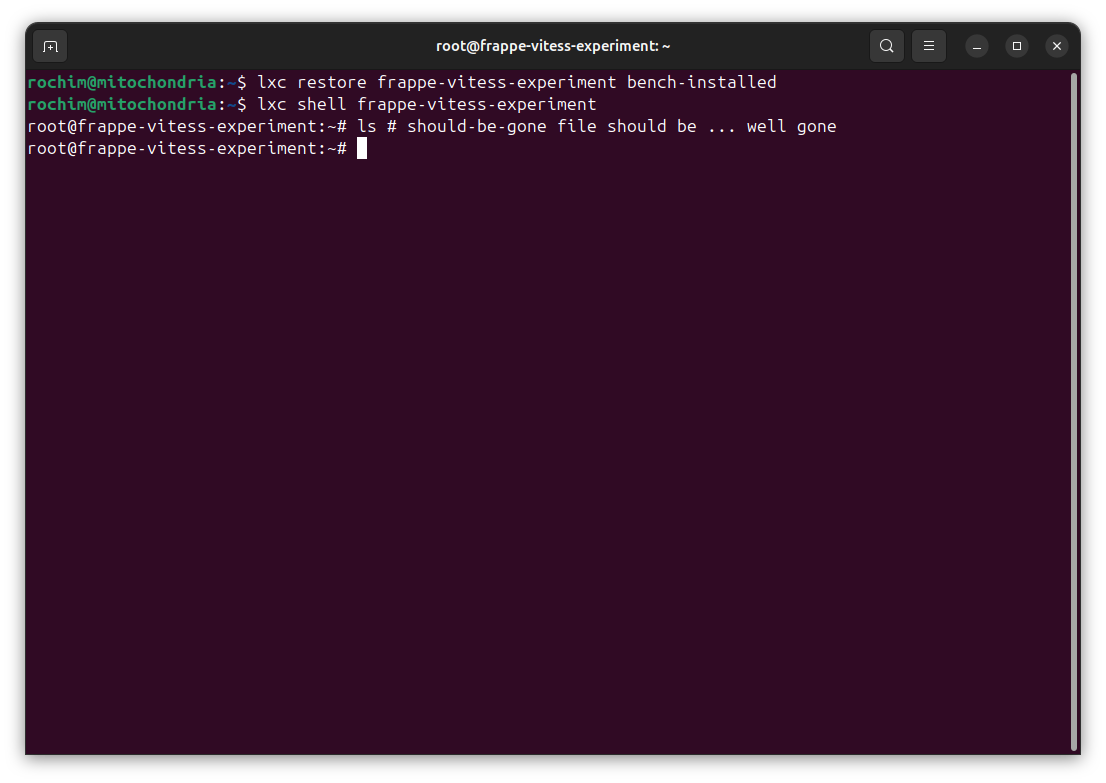 root@frappe-vitess-experiment: ~
rochim@mitochondria:~$ lxc restore frappe-vitess-experiment bench-installed
rochim@mitochondria:~$ lxc shell frappe-vitess-experiment
root@frappe-vitess-experiment:~# ls # should-be-gone file should be ... well gone
root@frappe-vitess-experiment:~#